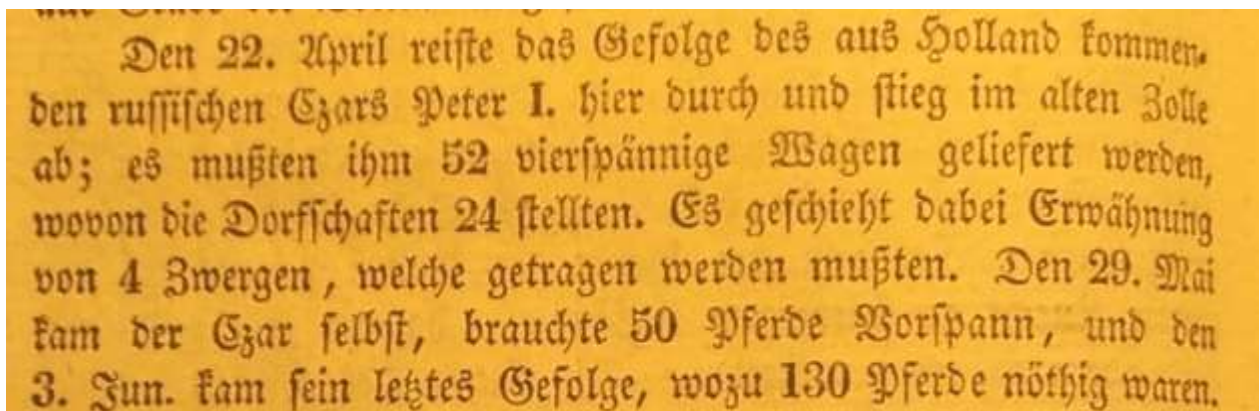 Den 22. April reiſte das Gefolge des aus Holland kommen-
den ruſſiſchen Czars Peter I. hier durch und ſtieg im alten Zolle
ab; es mußten ihm 52 vierſpännige Wagen geliefert werden,
wovon die Dorfſchaften 24 ſtellten. Es geſchieht dabei Erwähnung
von 4 Zwergen, welche getragen werden mußten. Den 29. Mai
kam der Czar ſelbſt, brauchte 50 Pferde Vorſpann, und den
3. Jun. kam ſein letztes Gefolge, wozu 130 Pferde nöthig waren.